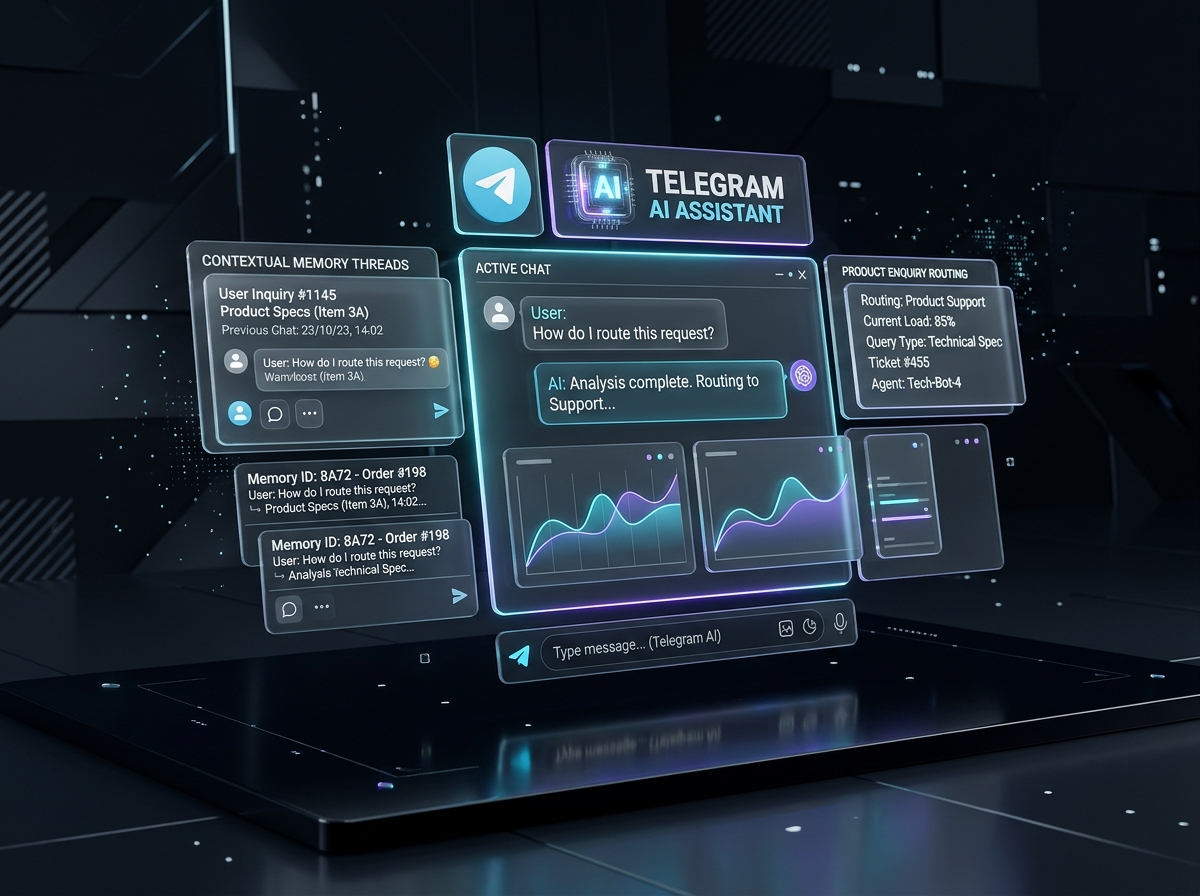 AI
TELEGRAM
AI ASSISTANT
CONTEXTUAL MEMORY THREADS
User Inquiry #1145
Product Specs (Item 3A)
Previous Chat: 23/10/23, 14:02
User: How do I route this request?
(Item 3A)
Memory ID: 8A72 - Order #198
User: How do I route this request?
Product Specs (Item 3A), 14:02...
Memory ID: 8A72 - Order #198
User: How do I route this request?
Spec...
ACTIVE CHAT
User:
How do I route this request?
AI: Analysis complete. Routing to
Support...
Type message... (Telegram AI)
PRODUCT ENQUIRY ROUTING
Routing: Product Support
Current Load: 85%
Query Type: Technical Spec
Ticket #455
Agent: Tech-Bot-4